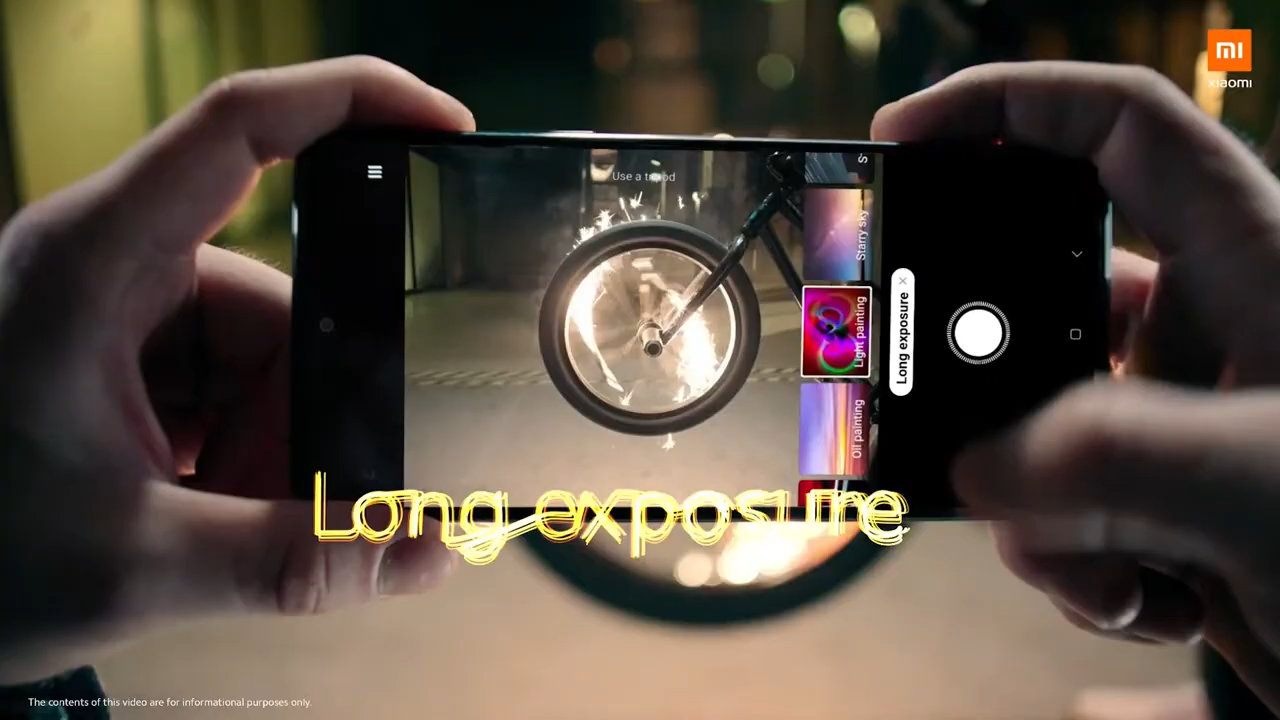 mi
xiaomi
Use a tripod
Starry sky
Light painting
Long exposure
Oil painting
Long exposure
The contents of this video are for informational purposes only.